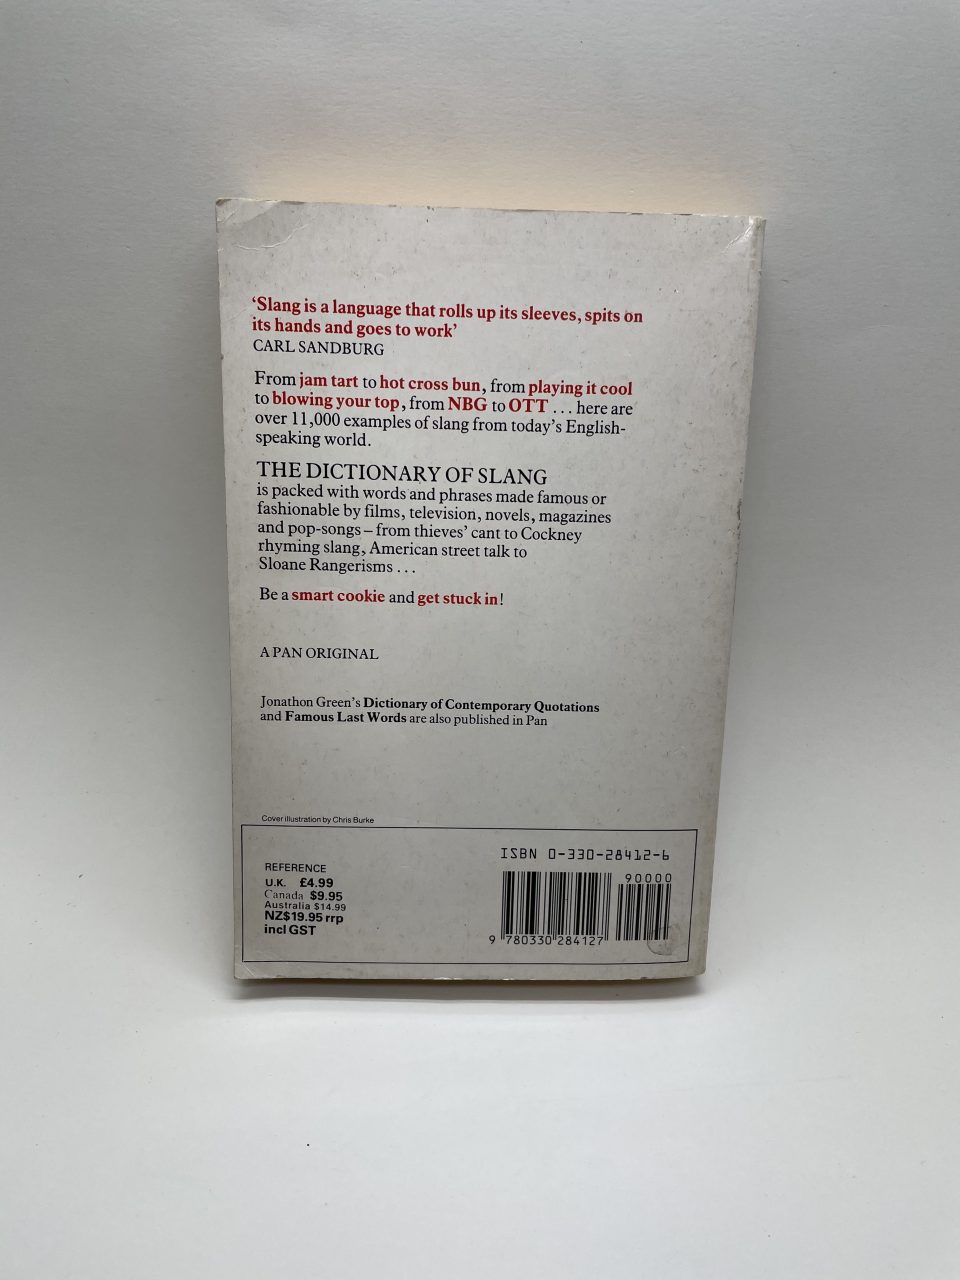 ‘Slang is a language that rolls up its sleeves, spits on
its hands and goes to work’
CARL SANDBURG
From jam tart to hot cross bun, from playing it cool
to blowing your top, from NBG to OTT . . . here are
over 11,000 examples of slang from today’s English-
speaking world.
THE DICTIONARY OF SLANG
is packed with words and phrases made famous or
fashionable by films, television, novels, magazines
and pop-songs – from thieves’ cant to Cockney
rhyming slang, American street talk to
Sloane Rangerisms . . .
Be a smart cookie and get stuck in!
A PAN ORIGINAL
Jonathon Green’s Dictionary of Contemporary Quotations
and Famous Last Words are also published in Pan
Cover illustration by Chris Burke
REFERENCE
U.K. £4.99
Canada $9.95
Australia $14.99
NZ$19.95 rrp
incl GST
ISBN 0-330-28412-6
90000
9 780330 284127